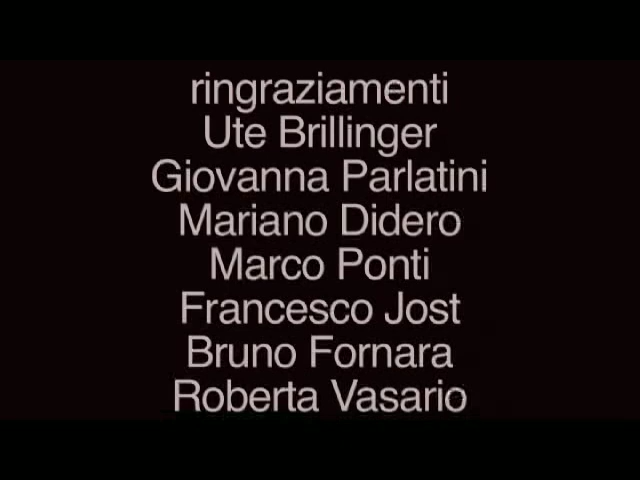 ringraziamenti
Ute Brillinger
Giovanna Parlatini
Mariano Didero
Marco Ponti
Francesco Jost
Bruno Fornara
Roberta Vasario